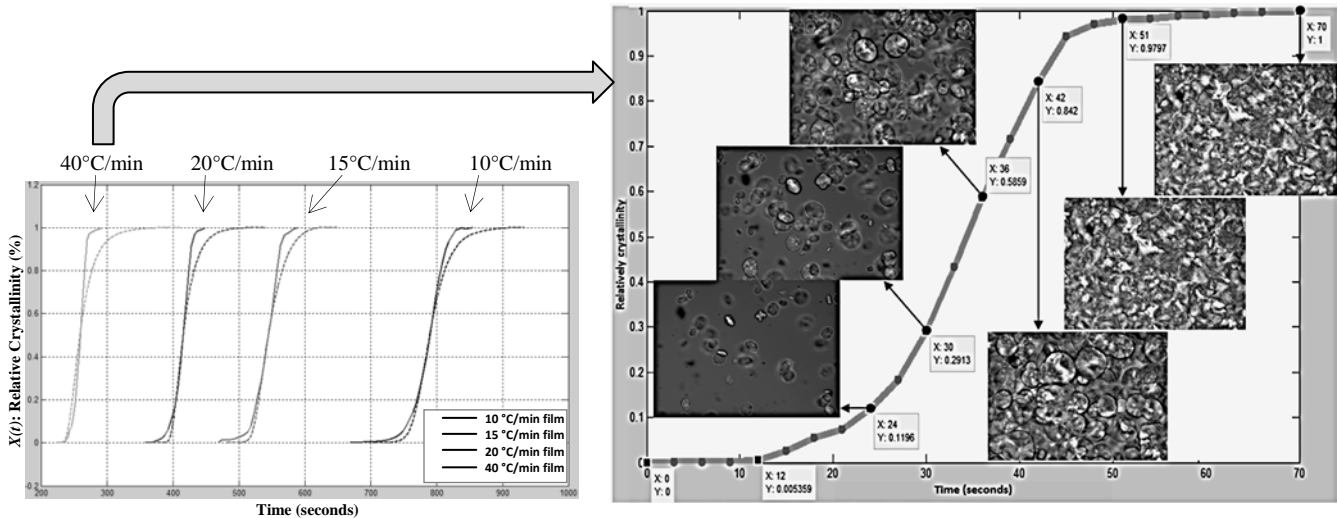 40°C/min
20°C/min
15°C/min
10°C/min
1.2
1
0.8
0.6
0.4
0.2
0
-0.2
200
300
400
500
600
700
800
900
1000
X(t): Relative Crystallinity (%)
Time (seconds)
10 °C/min film
15 °C/min film
20 °C/min film
40 °C/min film
1
0.9
0.8
0.7
0.6
0.5
0.4
0.3
0.2
0.1
0
0
10
20
30
40
50
60
70
Relatively crystallinity
Time (seconds)
X: 0
Y: 0
X: 12
Y: 0.005359
X: 24
Y: 0.1196
X: 30
Y: 0.2913
X: 36
Y: 0.5859
X: 42
Y: 0.842
X: 51
Y: 0.9797
X: 70
Y: 1